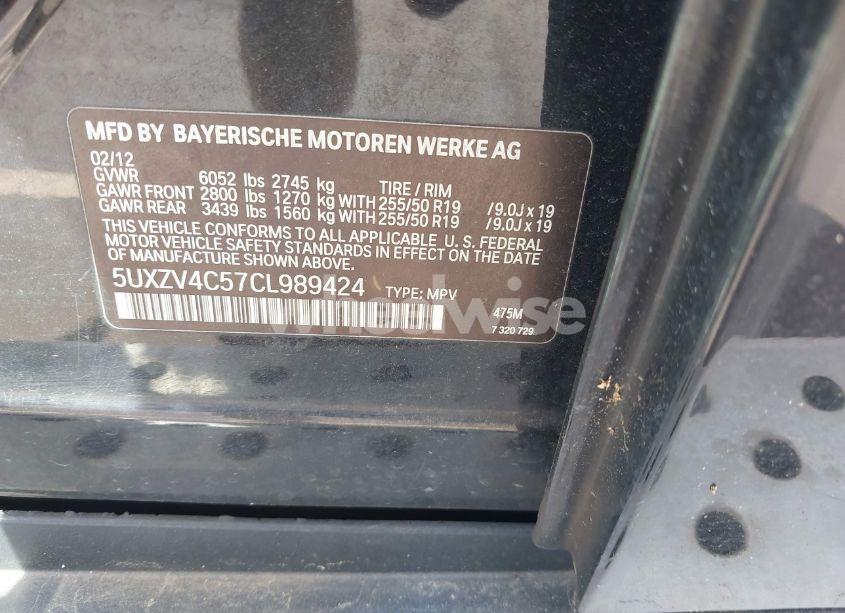 MFD BY BAYERISCHE MOTOREN WERKE AG
02/12
GVWR 6052 lbs 2745 kg TIRE / RIM
GAWR FRONT 2800 lbs 1270 kg WITH 255/50 R19 /9.0J x 19
GAWR REAR 3439 lbs 1560 kg WITH 255/50 R19 /9.0J x 19
THIS VEHICLE CONFORMS TO ALL APPLICABLE U. S. FEDERAL
MOTOR VEHICLE SAFETY STANDARDS IN EFFECT ON THE DATE
OF MANUFACTURE SHOWN ABOVE.
5UXZV4C57CL989424 TYPE: MPV
475M
7 320 729
wheelwise